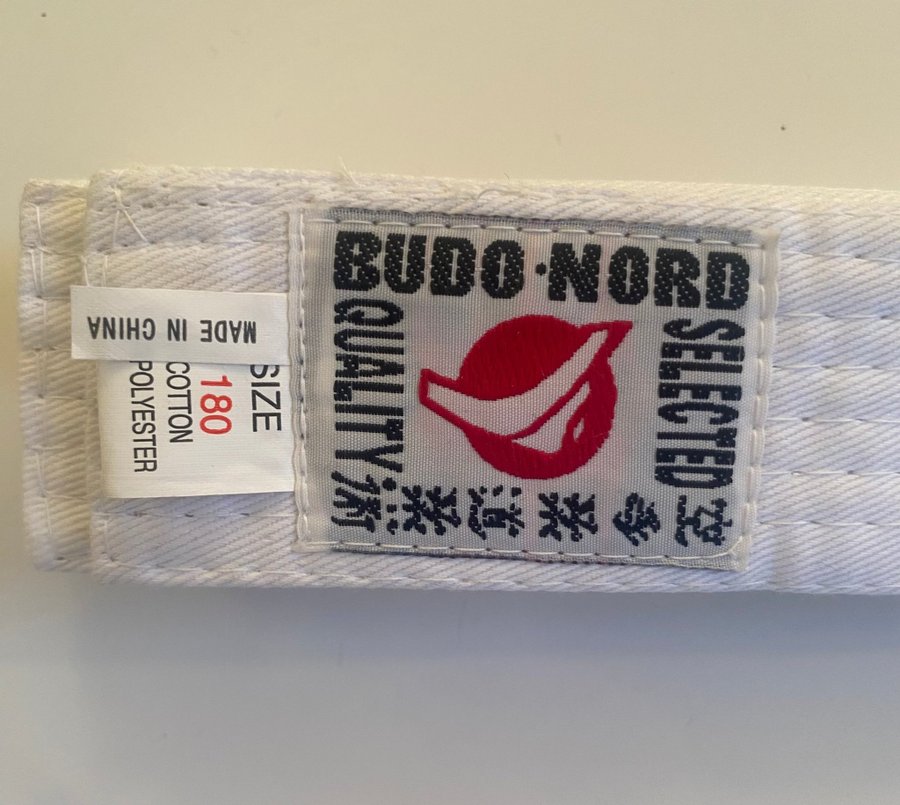 BUDO·NORD
QUALITY
SELECTED
MADE IN CHINA
SIZE
180
COTTON
POLYESTER